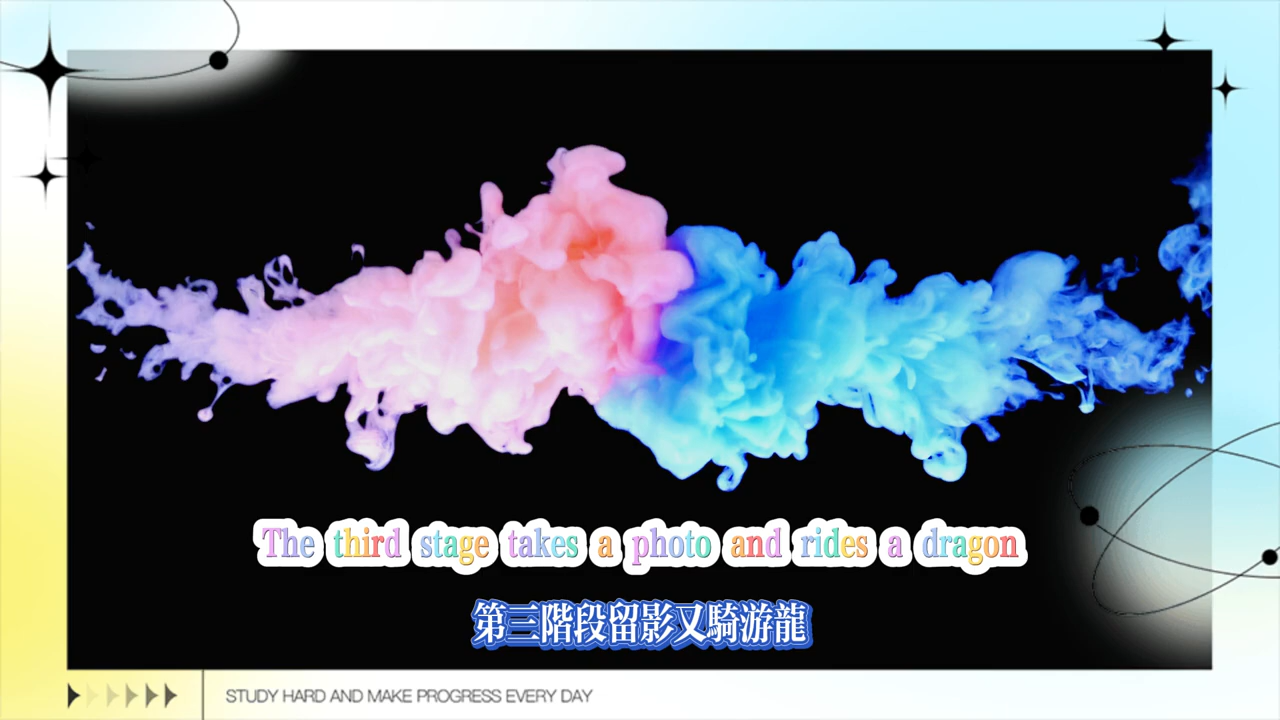 The third stage takes a photo and rides a dragon
第三階段留影又騎游龍
STUDY HARD AND MAKE PROGRESS EVERY DAY